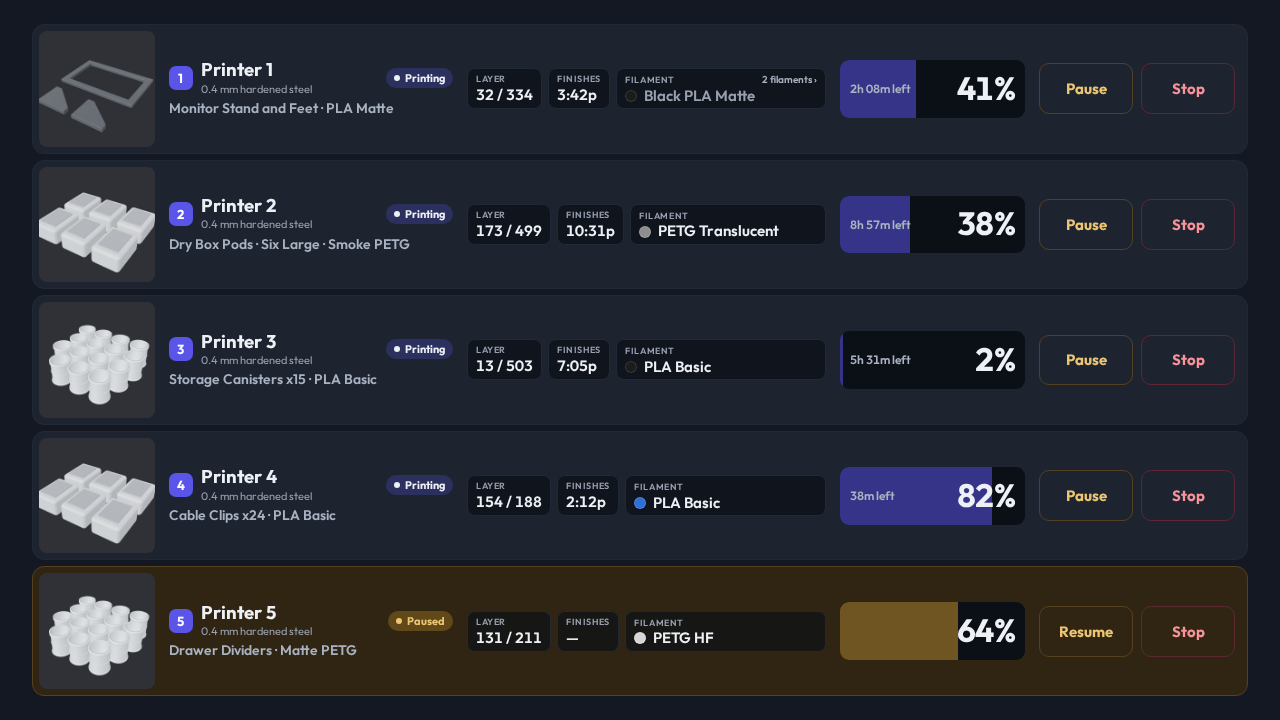 1
Printer 1
0.4 mm hardened steel
Printing
Monitor Stand and Feet · PLA Matte
LAYER
32 / 334
FINISHES
3:42p
FILAMENT
2 filaments ›
Black PLA Matte
2h 08m left
41%
Pause
Stop
2
Printer 2
0.4 mm hardened steel
Printing
Dry Box Pods · Six Large · Smoke PETG
LAYER
173 / 499
FINISHES
10:31p
FILAMENT
PETG Translucent
8h 57m left
38%
Pause
Stop
3
Printer 3
0.4 mm hardened steel
Printing
Storage Canisters x15 · PLA Basic
LAYER
13 / 503
FINISHES
7:05p
FILAMENT
PLA Basic
5h 31m left
2%
Pause
Stop
4
Printer 4
0.4 mm hardened steel
Printing
Cable Clips x24 · PLA Basic
LAYER
154 / 188
FINISHES
2:12p
FILAMENT
PLA Basic
38m left
82%
Pause
Stop
5
Printer 5
0.4 mm hardened steel
Paused
Drawer Dividers · Matte PETG
LAYER
131 / 211
FINISHES
—
FILAMENT
PETG HF
64%
Resume
Stop